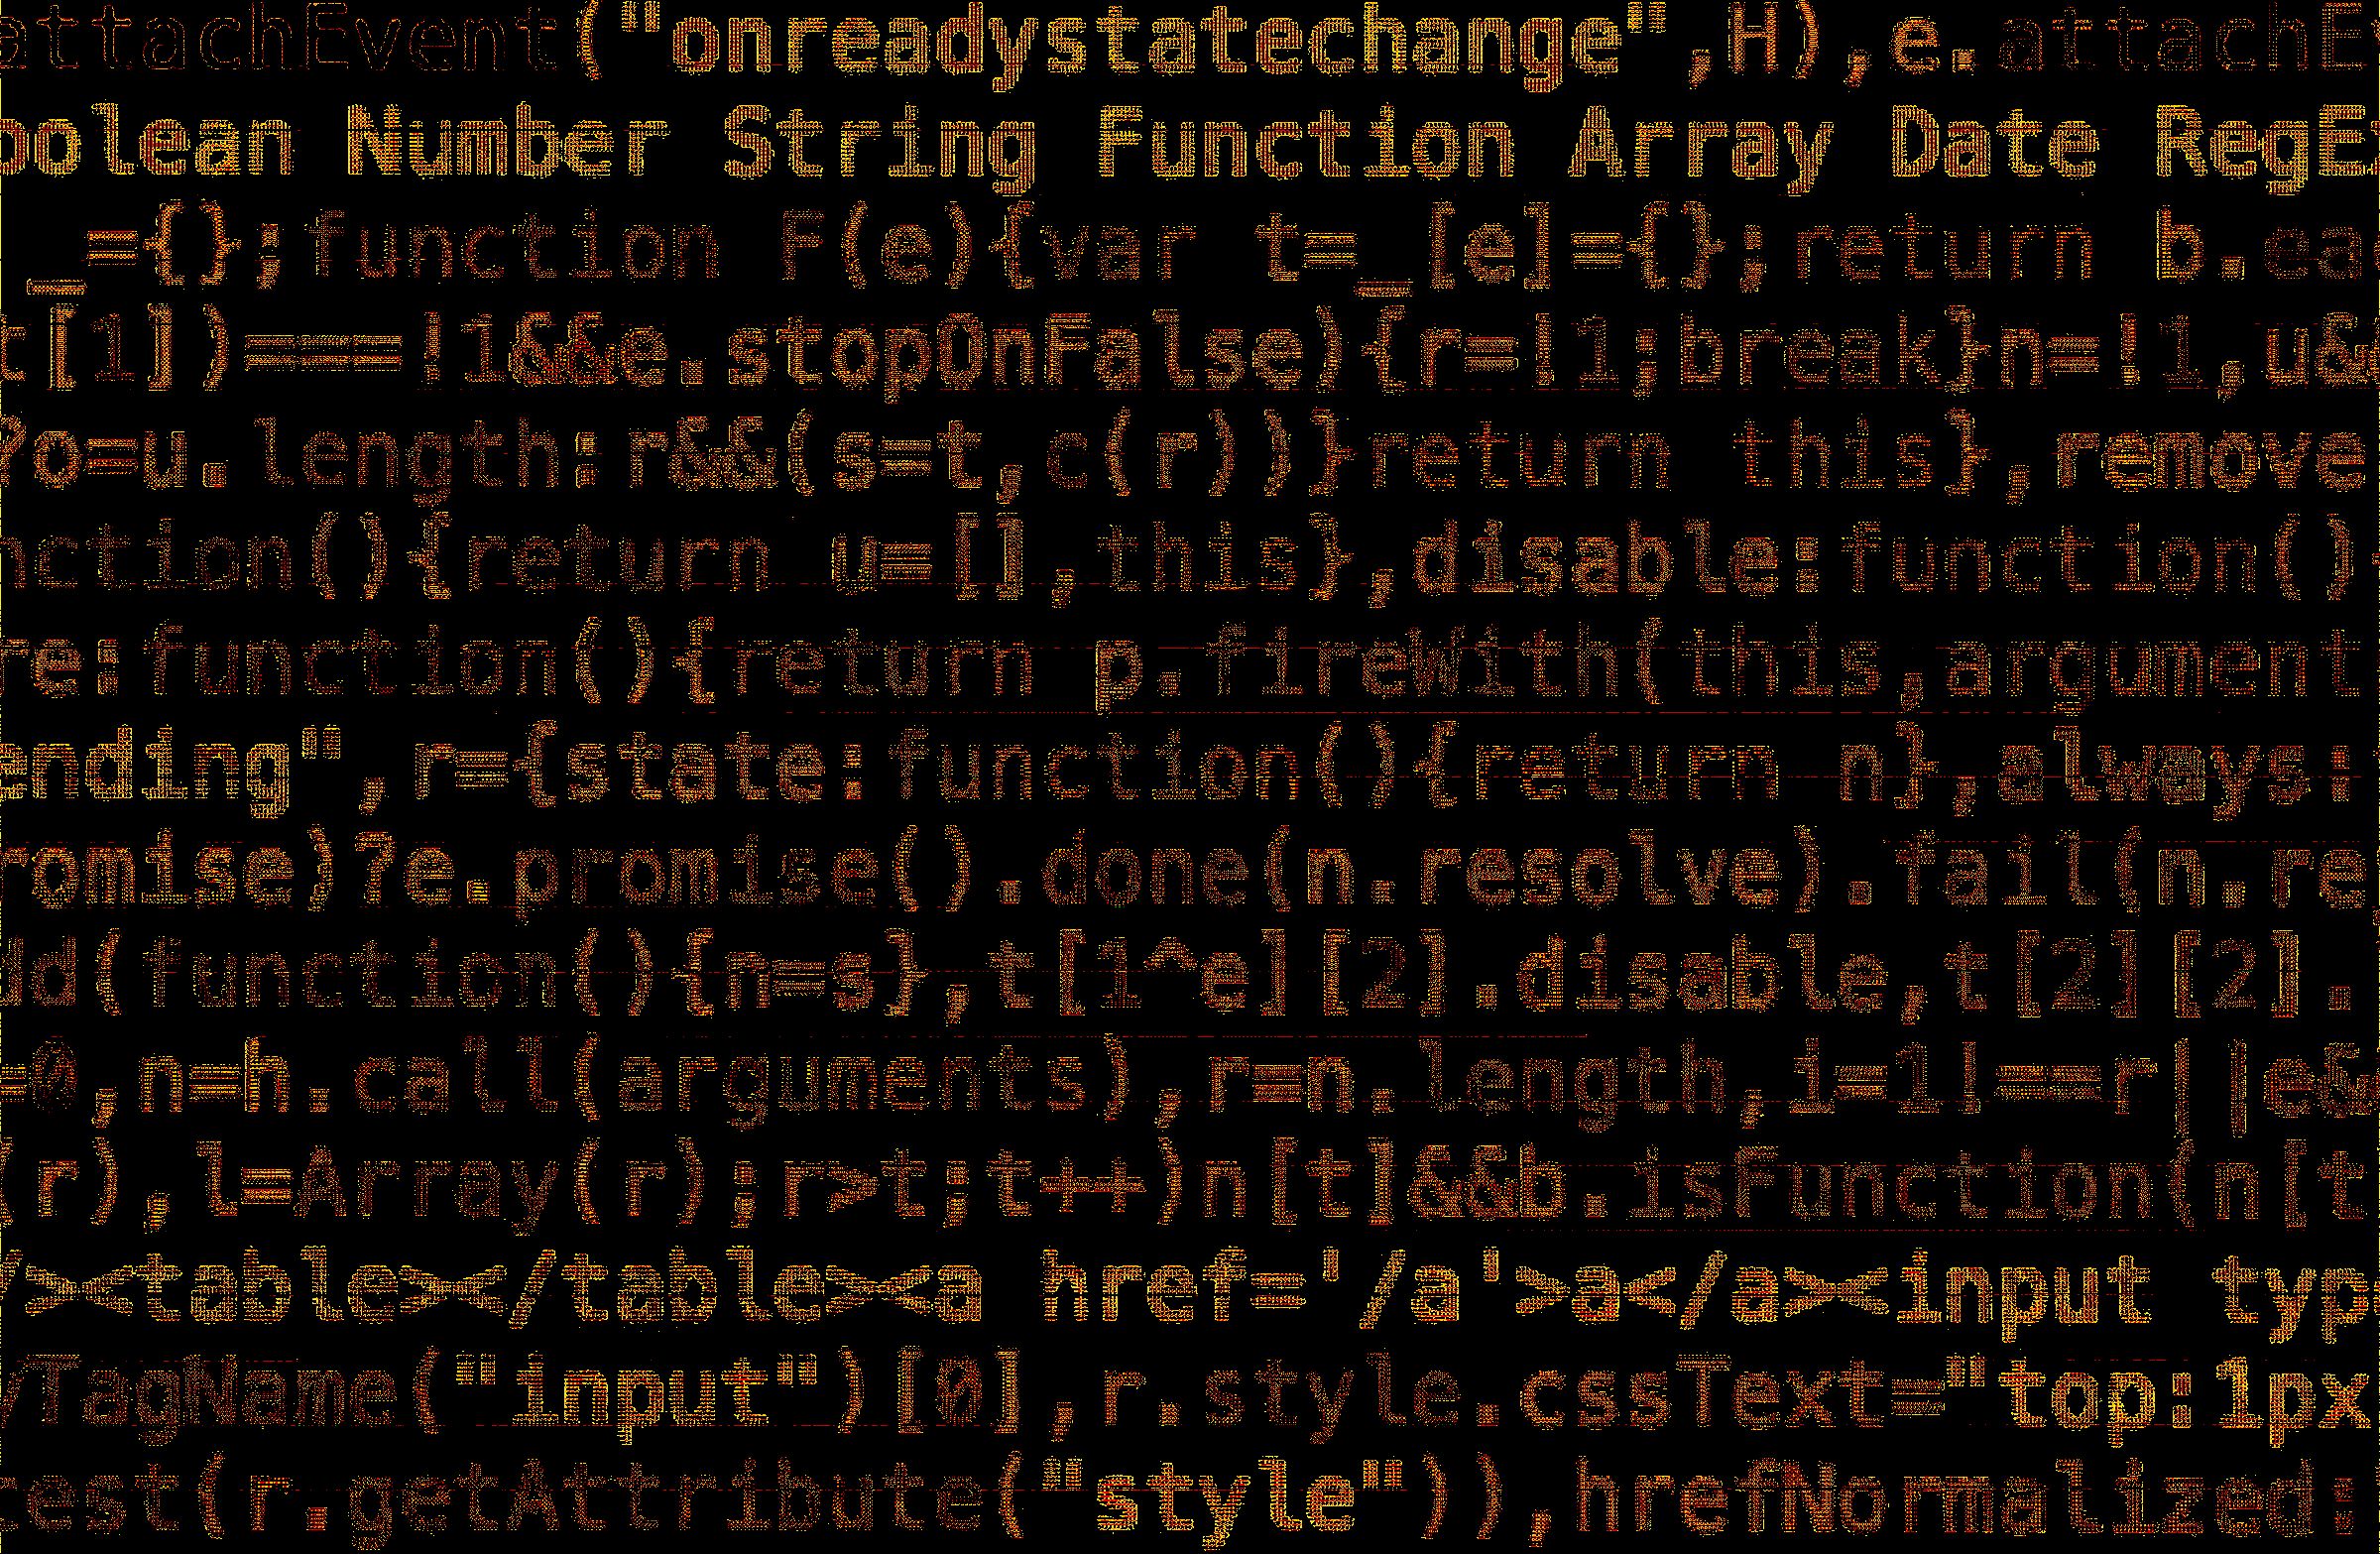 attachEvent("onreadystatechange",H),e.attachE
oolean Number String Function Array Date RegE
_={};function F(e){var t=_[e]={};return b.ea
t[1])===!1&&e.stopOnFalse){r=!1;break}n=!1,u&
?o=u.length:r&&(s=t,c(r))}return this},remove
nction(){return u=[],this},disable:function()
re:function(){return p.fireWith(this,argument
ending",r={state:function(){return n},always:
romise)?e.promise().done(n.resolve).fail(n.re
dd(function(){n=s},t[1^e][2].disable,t[2][2].
=0,n=h.call(arguments),r=n.length,i=1!==r||e&
(r),l=Array(r);r>t;t++)n[t]&&b.isFunction(n[t
/><table></table><a href='/a'>a</a><input typ
yTagName("input")[0],r.style.cssText="top:1px
test(r.getAttribute("style")),hrefNormalized: